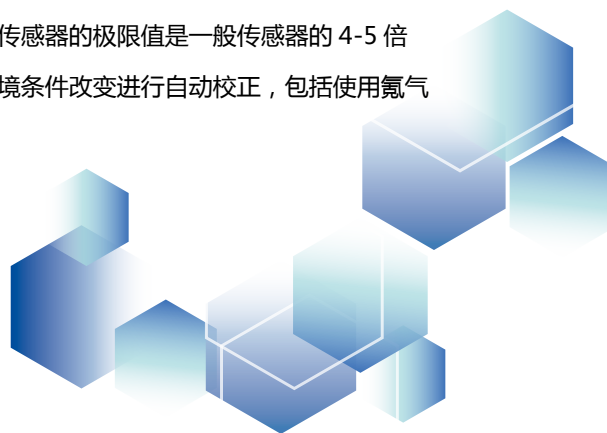 传感器的极限值是一般传感器的 4-5 倍
境条件改变进行自动校正，包括使用氪气